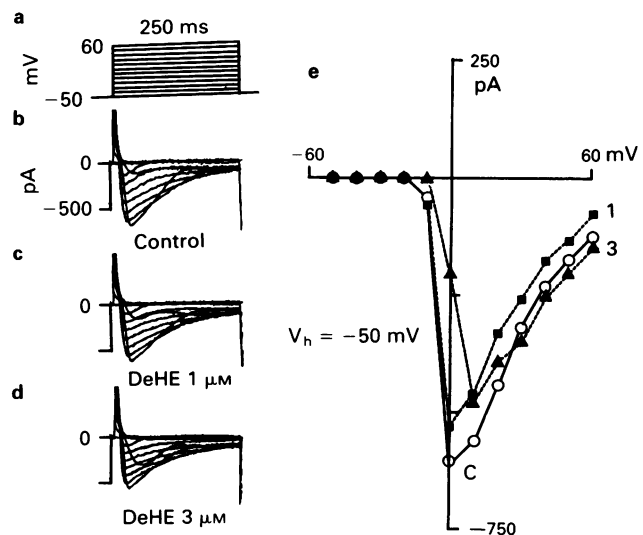 a
250 ms
60
mV
−50
b
0
pA
−500
Control
c
0
DeHE 1 μM
d
0
DeHE 3 μM
e
250
pA
−60
60 mV
1
3
Vh = −50 mV
C
−750